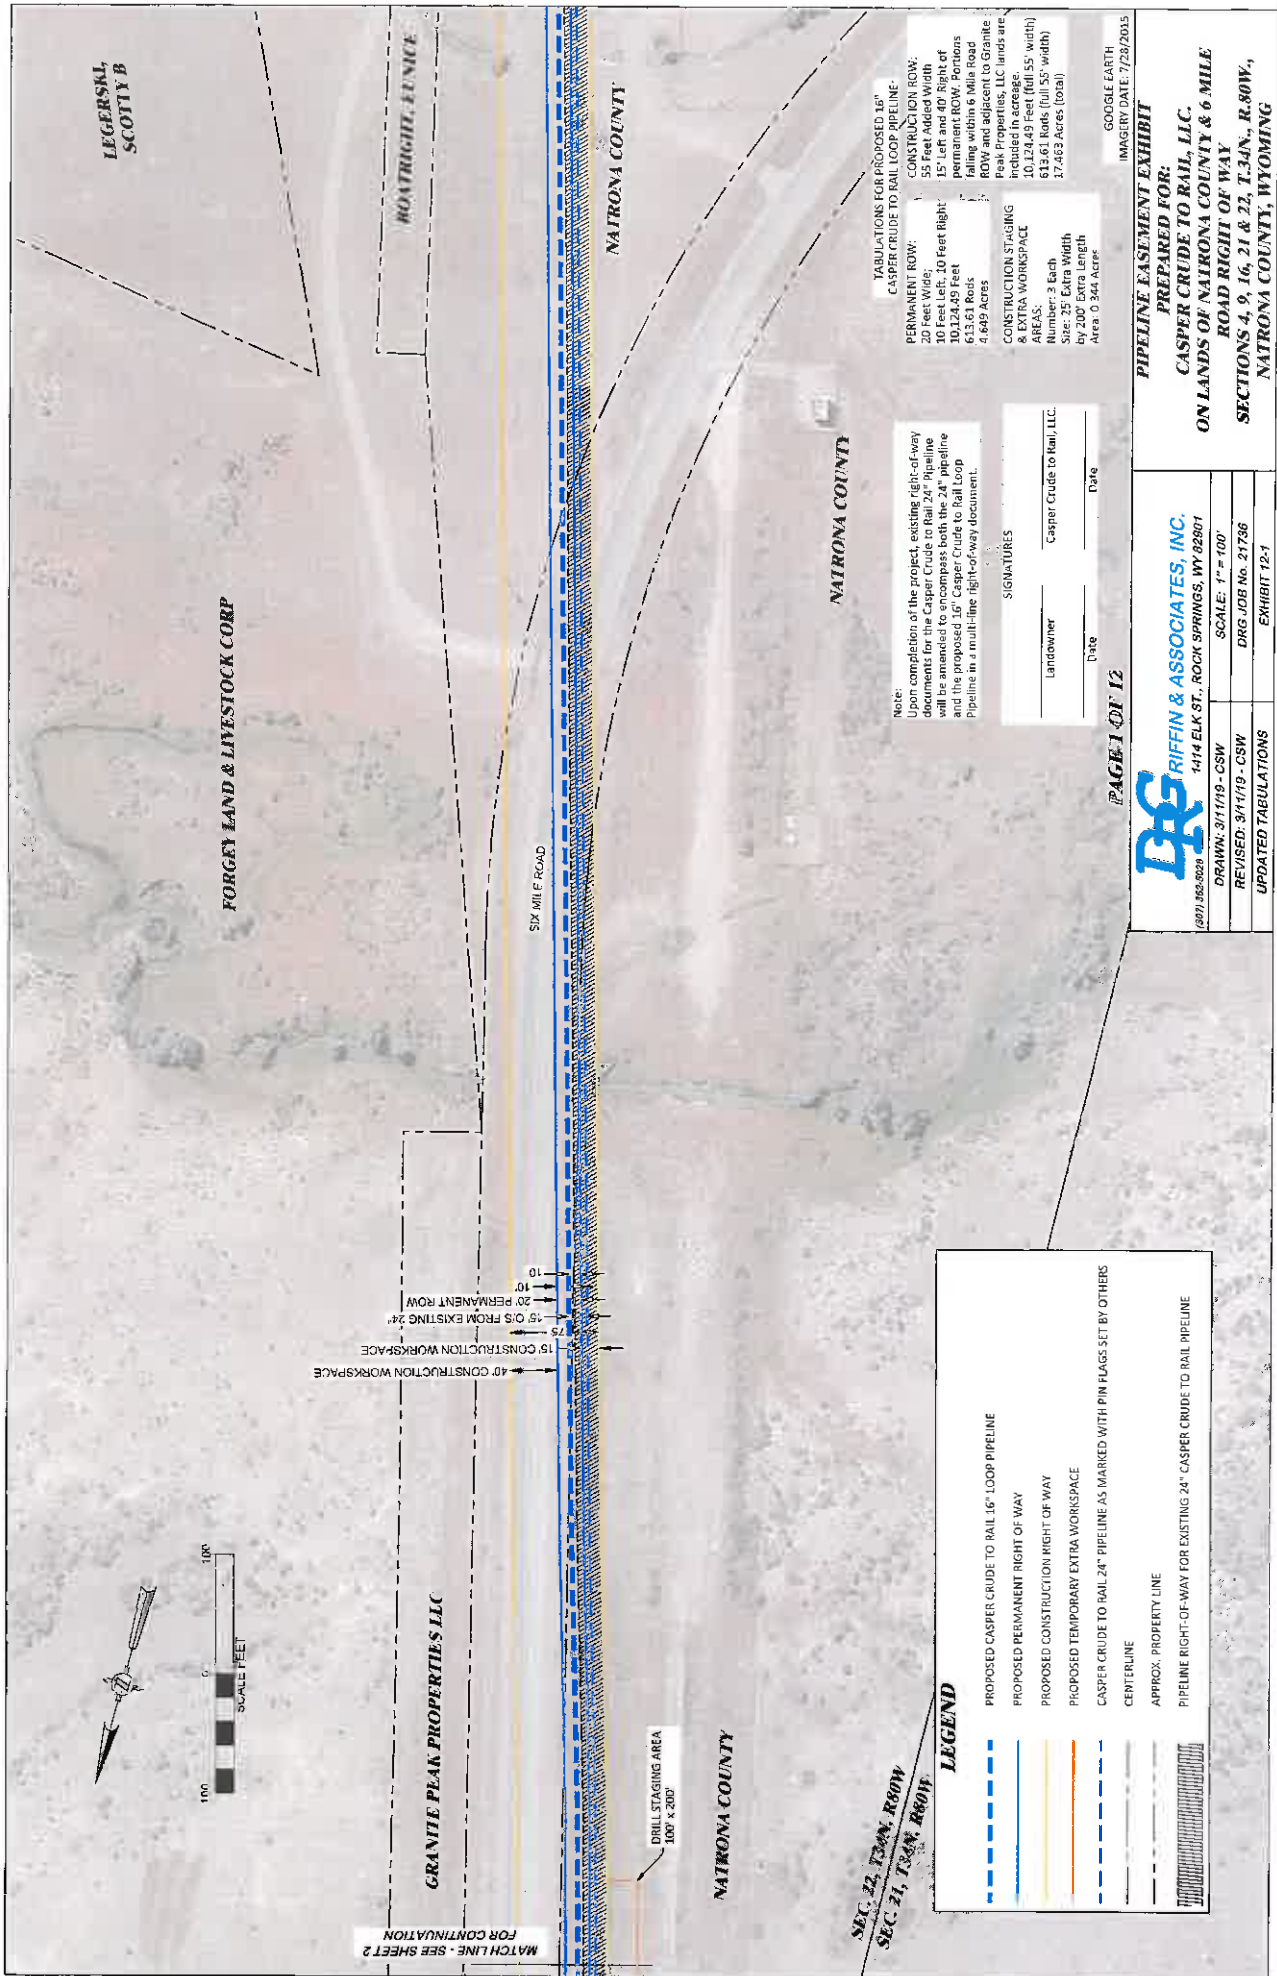 LEGERSKI,
SCOTTY B
BOATRIGHT, EUNICE
FORGEY LAND & LIVESTOCK CORP
NATRONA COUNTY
SIX MILE ROAD
NATRONA COUNTY
GRANITE PEAK PROPERTIES LLC
NATRONA COUNTY
100
0
100
SCALE FEET
40' CONSTRUCTION WORKSPACE
15' CONSTRUCTION WORKSPACE
75
15' O/S FROM EXISTING 24"
20' PERMANENT ROW
10'
10
DRILL STAGING AREA
100' X 200'
MATCH LINE - SEE SHEET 2
FOR CONTINUATION
SEC. 22, T34N, R80W
SEC. 21, T34N, R80W
LEGEND
PROPOSED CASPER CRUDE TO RAIL 16" LOOP PIPELINE
PROPOSED PERMANENT RIGHT OF WAY
PROPOSED CONSTRUCTION RIGHT OF WAY
PROPOSED TEMPORARY EXTRA WORKSPACE
CASPER CRUDE TO RAIL 24" PIPELINE AS MARKED WITH PIN FLAGS SET BY OTHERS
CENTERLINE
APPROX. PROPERTY LINE
PIPELINE RIGHT-OF-WAY FOR EXISTING 24" CASPER CRUDE TO RAIL PIPELINE
TABULATIONS FOR PROPOSED 16"
CASPER CRUDE TO RAIL LOOP PIPELINE:
PERMANENT ROW:
20 Feet Wide;
10 Feet Left, 10 Feet Right
10,124.49 Feet
613.61 Rods
4.649 Acres
CONSTRUCTION STAGING
& EXTRA WORKSPACE
AREAS:
Number: 3 Each
Size: 25' Extra Width
by 200' Extra Length
Area: 0.344 Acres
CONSTRUCTION ROW:
55 Feet Added Width
15' Left and 40' Right of
permanent ROW. Portions
falling within 6 Mile Road
ROW and adjacent to Granite
Peak Properties, LLC lands are
included in acreage.
10,124.49 Feet (full 55' width)
613.61 Rods (full 55' width)
17.463 Acres (total)
Note:
Upon completion of the project, existing right-of-way
documents for the Casper Crude to Rail 24" Pipeline
will be amended to encompass both the 24" pipeline
and the proposed 16" Casper Crude to Rail Loop
Pipeline in a multi-line right-of-way document.
SIGNATURES
Landowner
Casper Crude to Rail, LLC.
Date
Date
GOOGLE EARTH
IMAGERY DATE: 7/28/2015
PAGE 1 OF 12
DRG RIFFIN & ASSOCIATES, INC.
(307) 362-5028 1414 ELK ST., ROCK SPRINGS, WY 82901
DRAWN: 3/11/19 - CSW
SCALE: 1" = 100'
REVISED: 3/11/19 - CSW
DRG JOB No. 21736
UPDATED TABULATIONS
EXHIBIT 12-1
PIPELINE EXHIBIT
PREPARED FOR:
CASPER CRUDE TO RAIL, LLC.
ON LANDS OF NATRONA COUNTY & 6 MILE
ROAD RIGHT OF WAY
SECTIONS 4, 9, 16, 21 & 22, T.34N., R.80W.,
NATRONA COUNTY, WYOMING